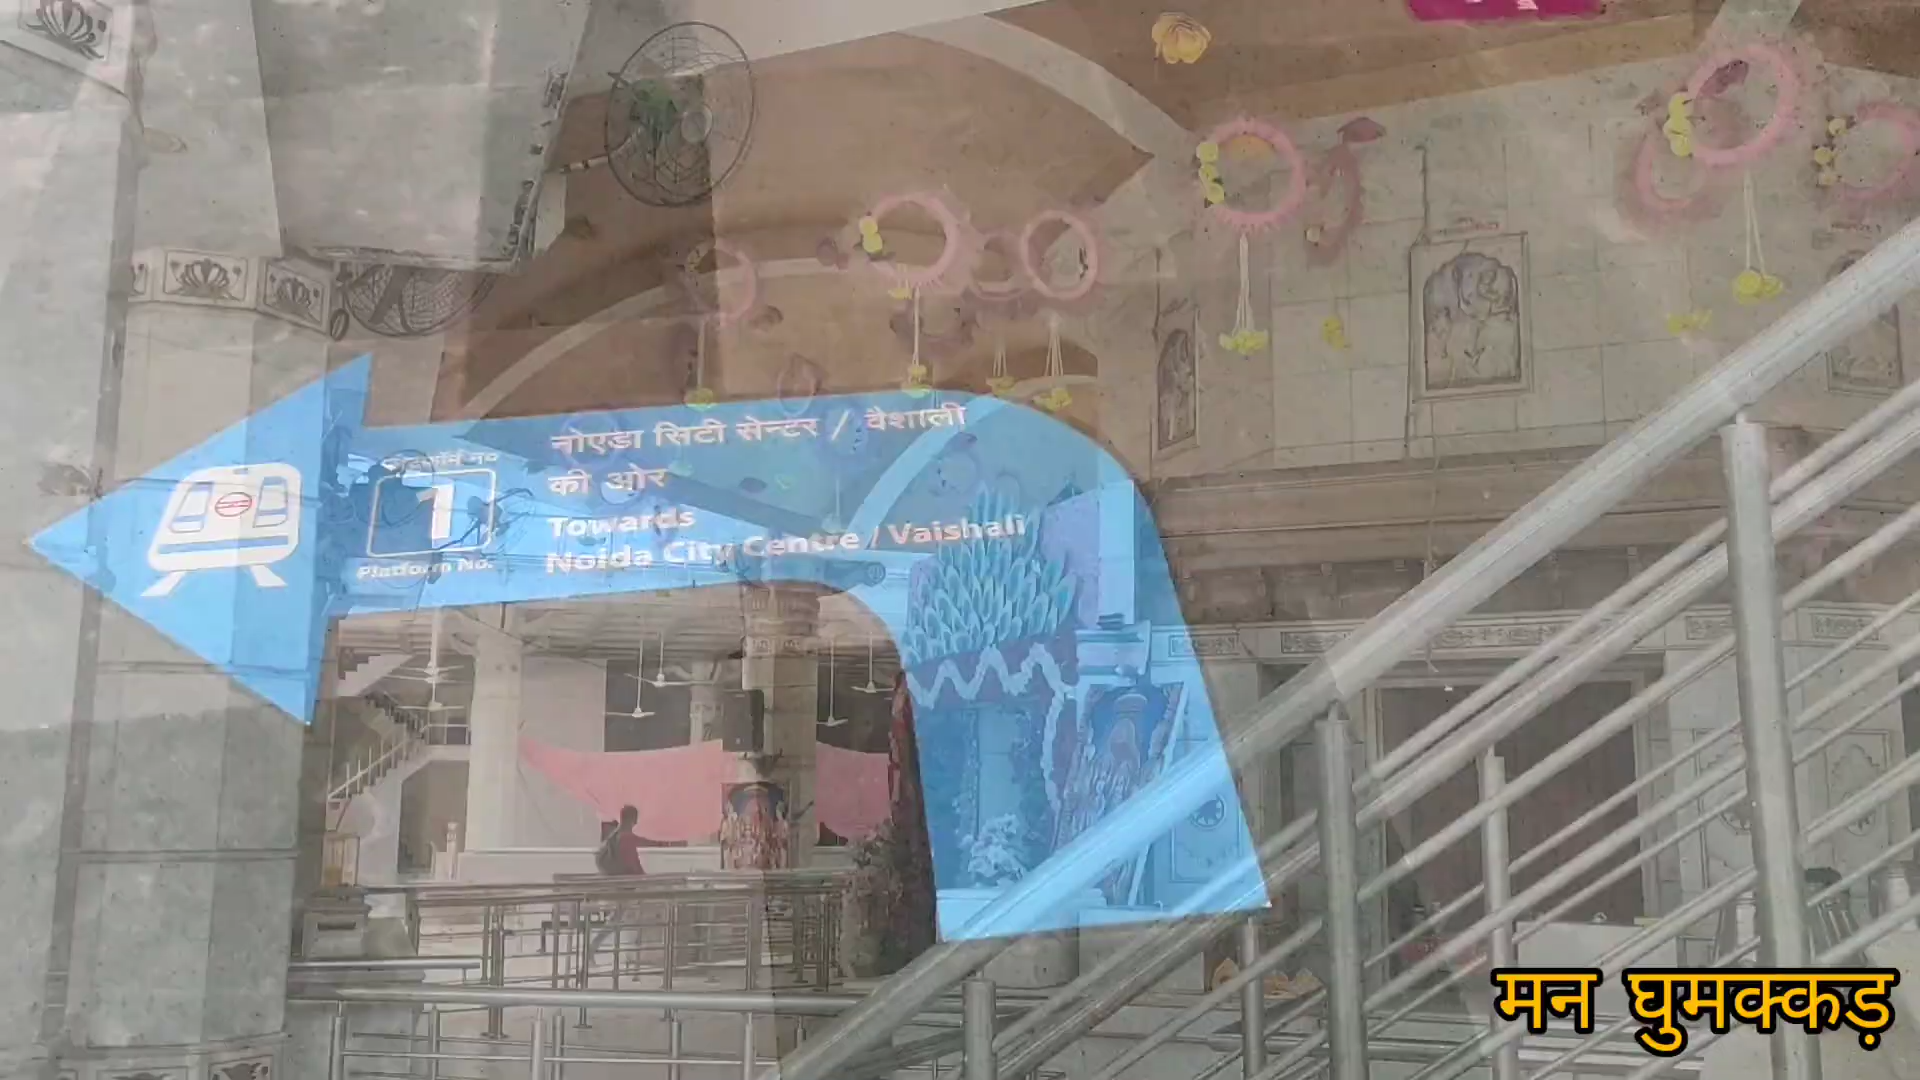 नोएडा सिटी सेन्टर / वैशाली
की ओर
1
Towards
Platform No.
Noida City Centre / Vaishali
मन घुमक्कड़